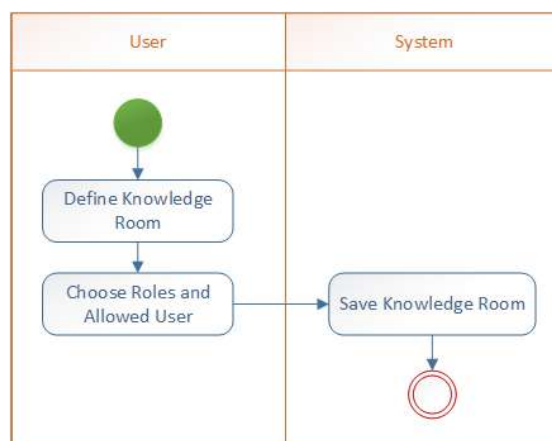 User
System
Define Knowledge
Room
Choose Roles and
Allowed User
Save Knowledge Room